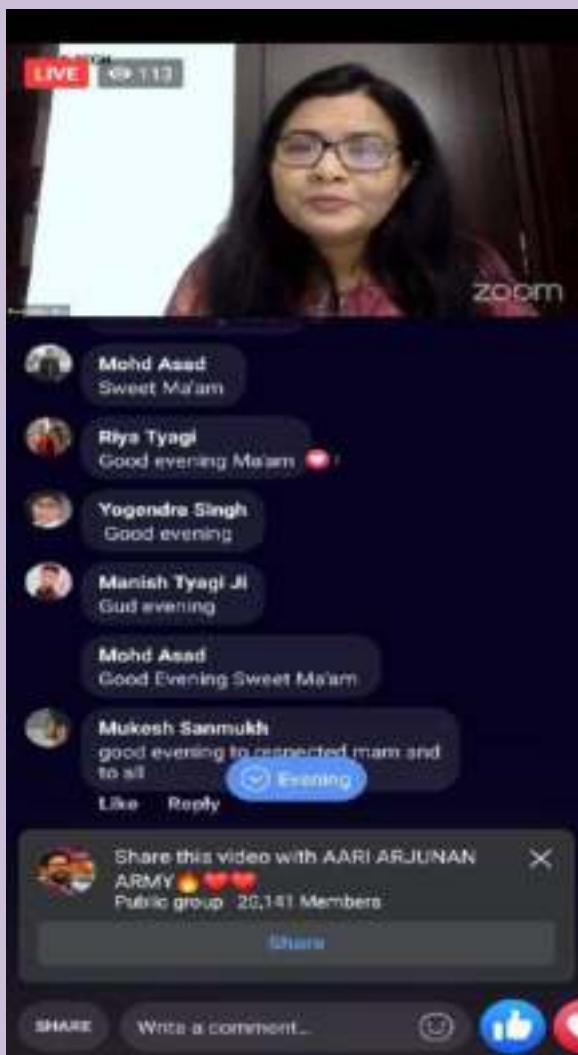 LIVE 113
zoom
Mohd Asad
Sweet Ma'am
Riya Tyagi
Good evening Ma'am
Yogendra Singh
Good evening
Manish Tyagi Ji
Gud evening
Mohd Asad
Good Evening Sweet Ma'am
Mukesh Sanmukh
good evening to respected mam and
to all
Evening
Like Reply
Share this video with AARI ARJUNAN
ARMY🔥❤️❤️
Public group 20,141 Members
Share
SHARE Write a comment...